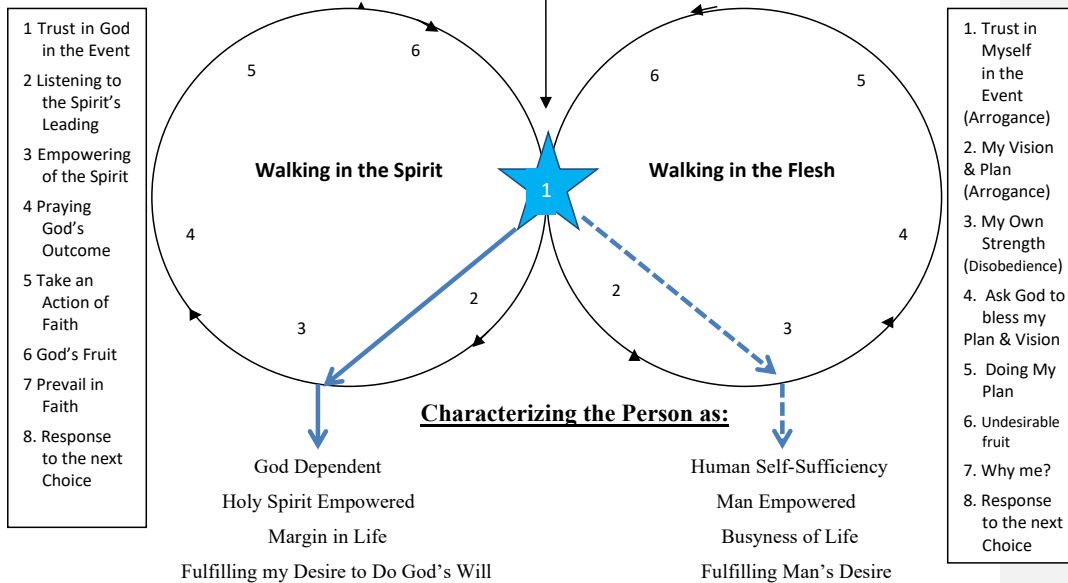 1 Trust in God
in the Event
2 Listening to
the Spirit's
Leading
3 Empowering
of the Spirit
4 Praying
God's
Outcome
5 Take an
Action of
Faith
6 God's Fruit
7 Prevail in
Faith
8. Response
to the next
Choice
6
5
Walking in the Spirit
4
3
2
1
6
5
Walking in the Flesh
4
2
3
1. Trust in
Myself
in the
Event
(Arrogance)
2. My Vision
& Plan
(Arrogance)
3. My Own
Strength
(Disobedience)
4. Ask God to
bless my
Plan & Vision
5. Doing My
Plan
6. Undesirable
fruit
7. Why me?
8. Response
to the next
Choice
Characterizing the Person as:
God Dependent
Holy Spirit Empowered
Margin in Life
Fulfilling my Desire to Do God's Will
Human Self-Sufficiency
Man Empowered
Busyness of Life
Fulfilling Man's Desire